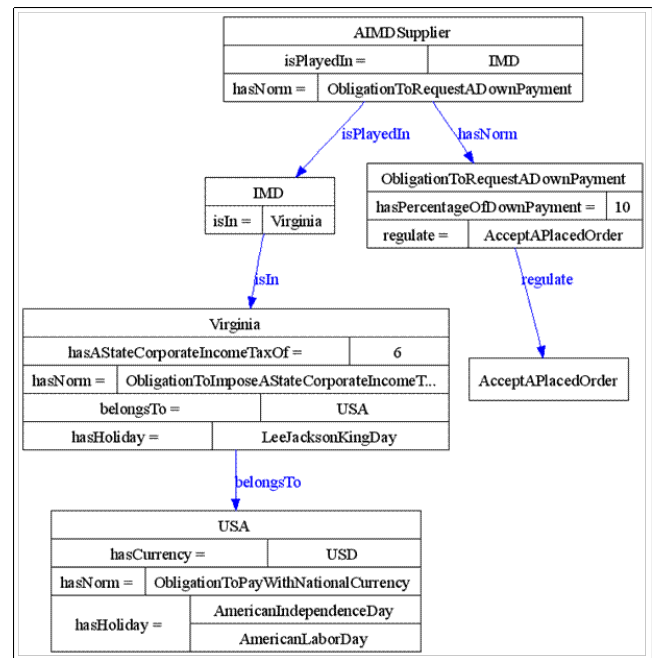 AIMDSupplier
isPlayedIn = IMD
hasNorm = ObligationToRequestADownPayment
isPlayedIn hasNorm
IMD
isIn = Virginia
ObligationToRequestADownPayment
hasPercentageOfDownPayment = 10
regulate = AcceptAPlacedOrder
isIn
regulate
Virginia
hasAStateCorporateIncomeTaxOf = 6
hasNorm = ObligationToImposeAStateCorporateIncomeT...
belongsTo = USA
hasHoliday = LeeJacksonKingDay
AcceptAPlacedOrder
belongsTo
USA
hasCurrency = USD
hasNorm = ObligationToPayWithNationalCurrency
hasHoliday = AmericanIndependenceDay
AmericanLaborDay